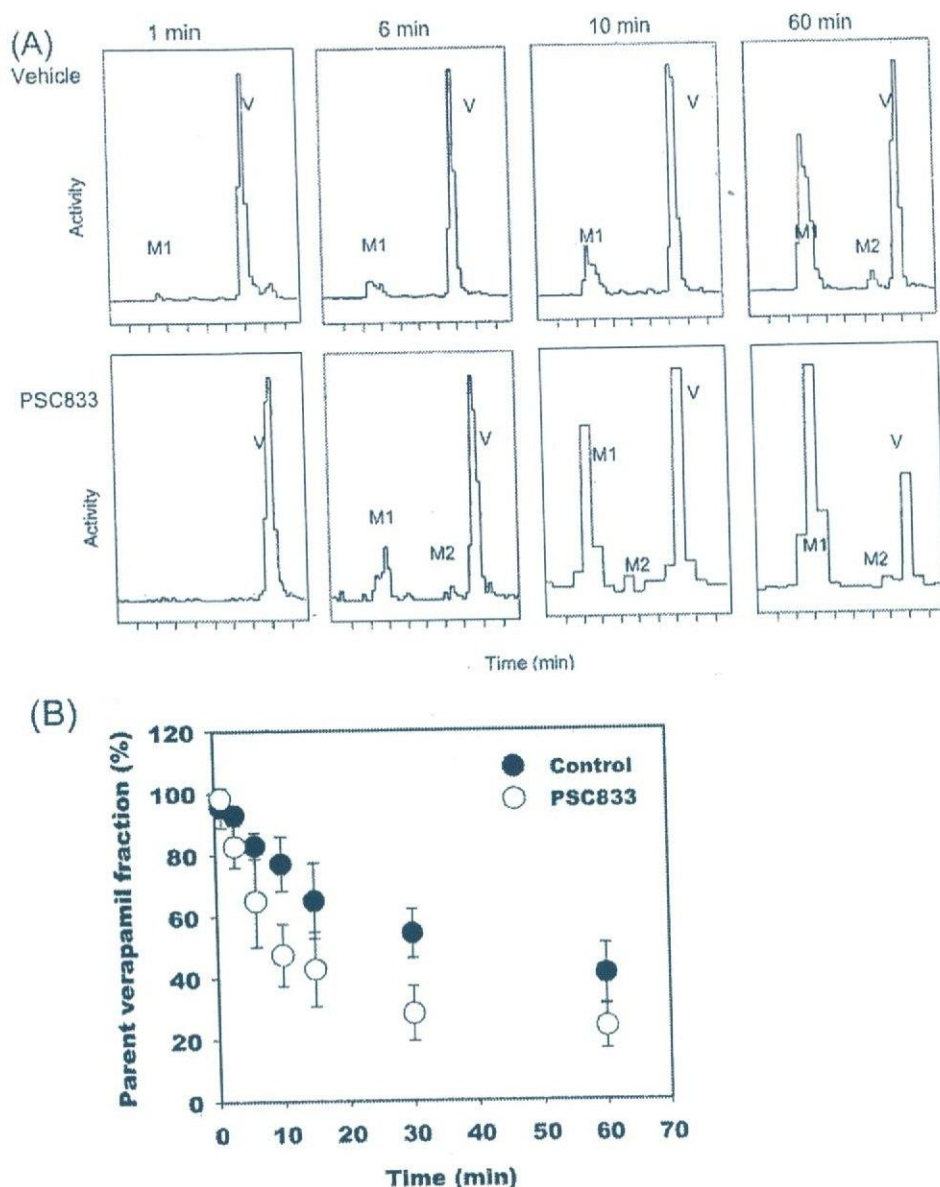 (A)
1 min 6 min 10 min 60 min
Vehicle
V V V V
Activity
M1 M1 M1 M1 M2
PSC833
V V V V
Activity
M1 M2 M1 M2 M1 M2
Time (min)
(B)
Parent verapamil fraction (%)
120
100
80
60
40
20
0
Control
PSC833
0 10 20 30 40 50 60 70
Time (min)